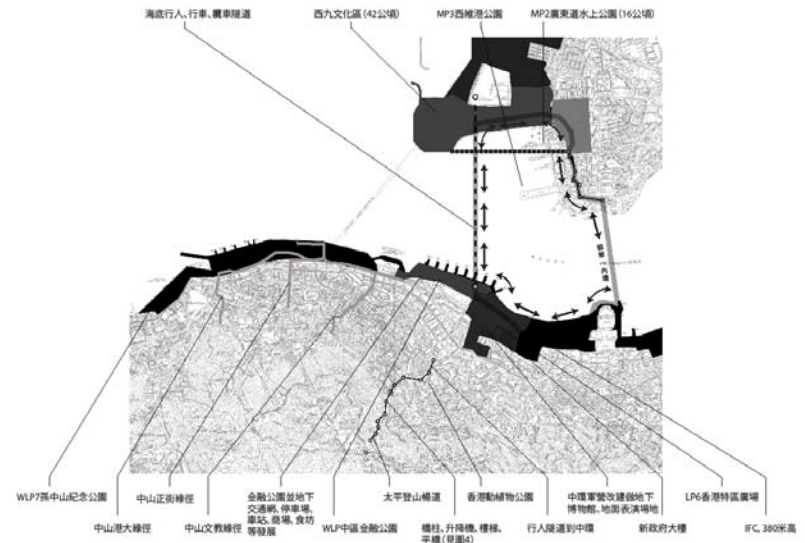 海底行人、行車、纜車隧道
西九文化區(42公頃)
MP3西維港公園
MP2廣東道水上公園(16公頃)
WLP7孫中山紀念公園
中山港大綠徑
中山正街綠徑
中山文教綠徑
金融公園並地下
交通網、停車場、
車站、商場、食坊
等發展
WLP中區金融公園
太平登山暢道
橋柱、升降機、樓梯、
平橋(見圖4)
香港動植物公園
行人隧道到中環
中環軍營改建做地下
博物館、地面表演場地
新政府大樓
LP6香港特區廣場
IFC, 380米高